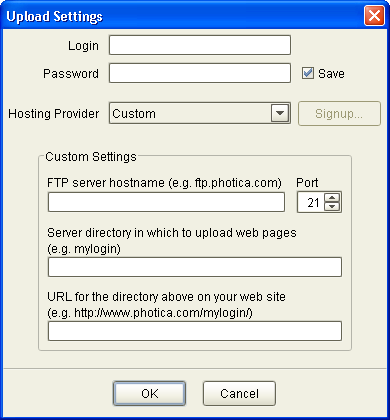 Upload Settings
Login
Password
Save
Hosting Provider Custom Signup...
Custom Settings
FTP server hostname (e.g. ftp.photica.com) Port
21
Server directory in which to upload web pages
(e.g. mylogin)
URL for the directory above on your web site
(e.g. http://www.photica.com/mylogin/)
OK Cancel